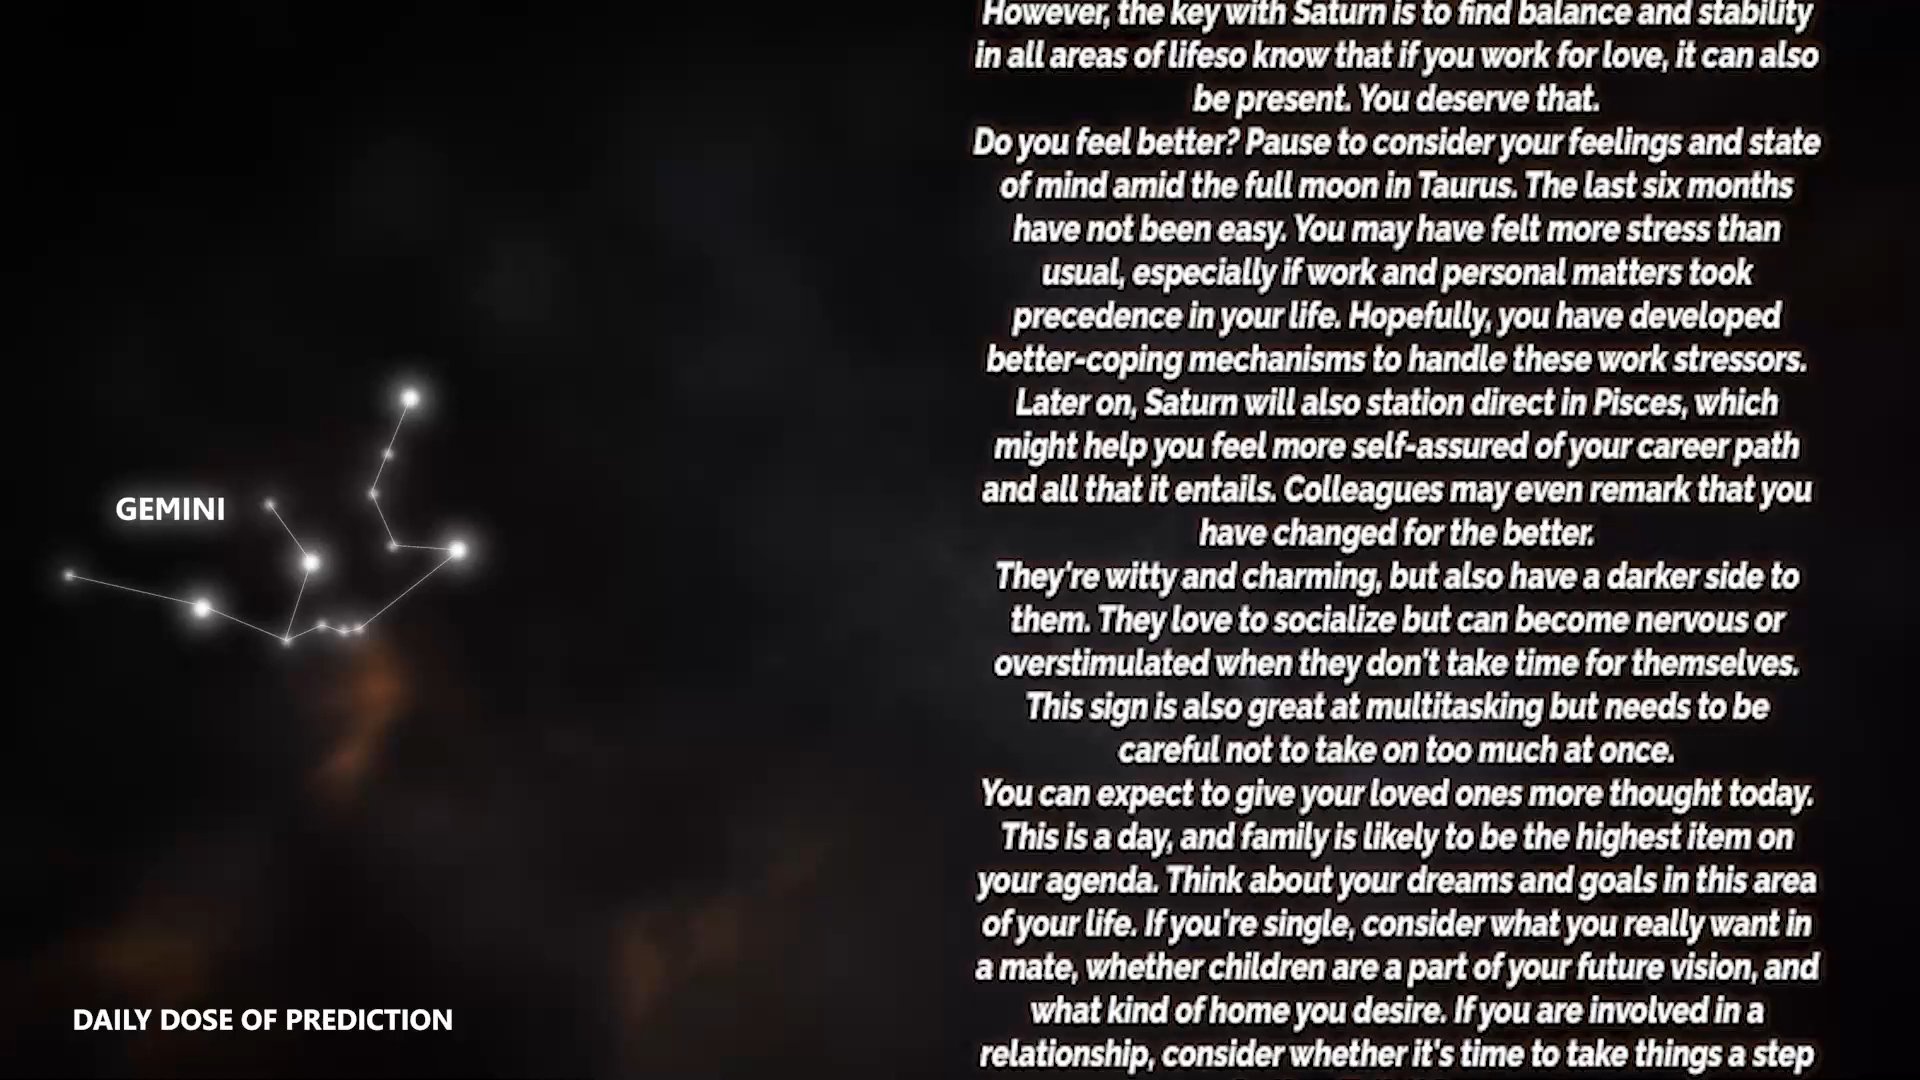 GEMINI
DAILY DOSE OF PREDICTION
However, the key with Saturn is to find balance and stability
in all areas of lifeso know that if you work for love, it can also
be present. You deserve that.
Do you feel better? Pause to consider your feelings and state
of mind amid the full moon in Taurus. The last six months
have not been easy. You may have felt more stress than
usual, especially if work and personal matters took
precedence in your life. Hopefully, you have developed
better-coping mechanisms to handle these work stressors.
Later on, Saturn will also station direct in Pisces, which
might help you feel more self-assured of your career path
and all that it entails. Colleagues may even remark that you
have changed for the better.
They're witty and charming, but also have a darker side to
them. They love to socialize but can become nervous or
overstimulated when they don't take time for themselves.
This sign is also great at multitasking but needs to be
careful not to take on too much at once.
You can expect to give your loved ones more thought today.
This is a day, and family is likely to be the highest item on
your agenda. Think about your dreams and goals in this area
of your life. If you're single, consider what you really want in
a mate, whether children are a part of your future vision, and
what kind of home you desire. If you are involved in a
relationship, consider whether it's time to take things a step